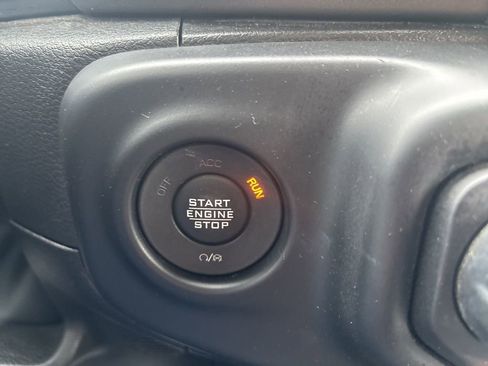 ACC
OFF
RUN
START
ENGINE
STOP